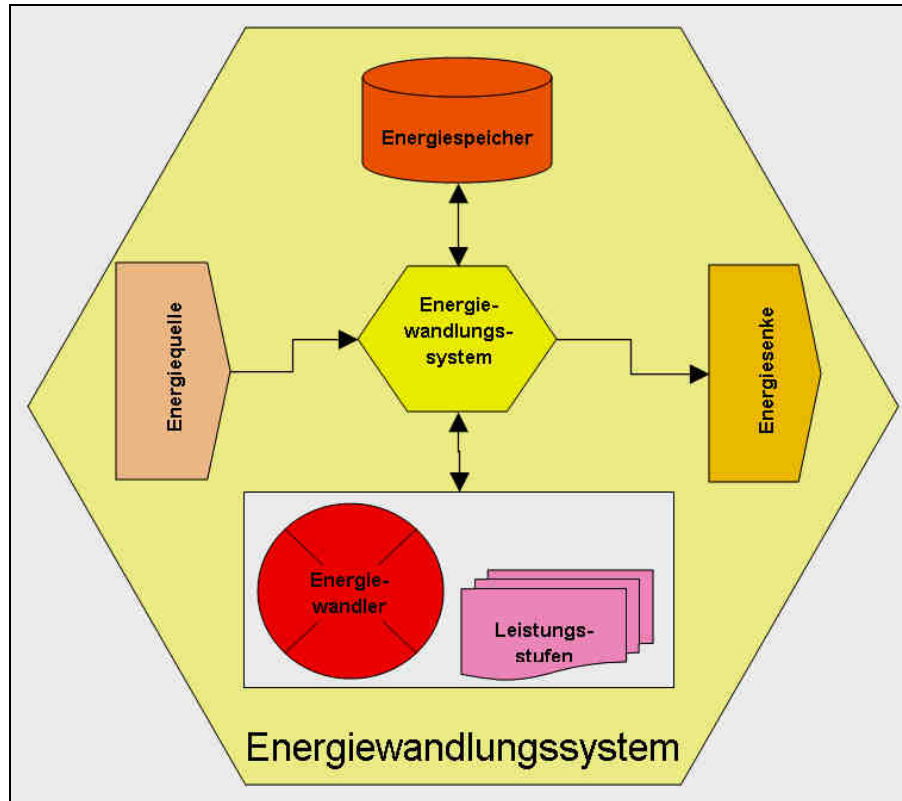 Energiespeicher
Energiequelle
Energie-
wandlungs-
system
Energiesenke
Energie-
wandler
Leistungs-
stufen
Energiewandlungssystem